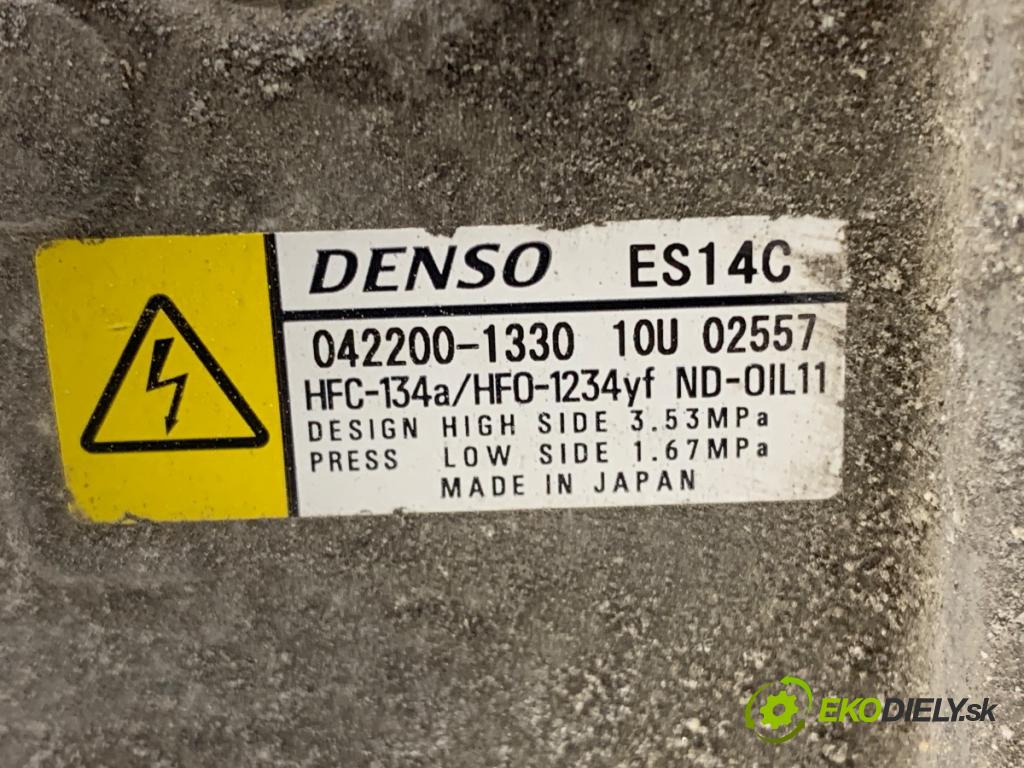 DENSO ES14C
042200-1330 10U 02557
HFC-134a/HFO-1234yf ND-OIL11
DESIGN HIGH SIDE 3.53MPa
PRESS LOW SIDE 1.67MPa
MADE IN JAPAN
EKODIELY.sk